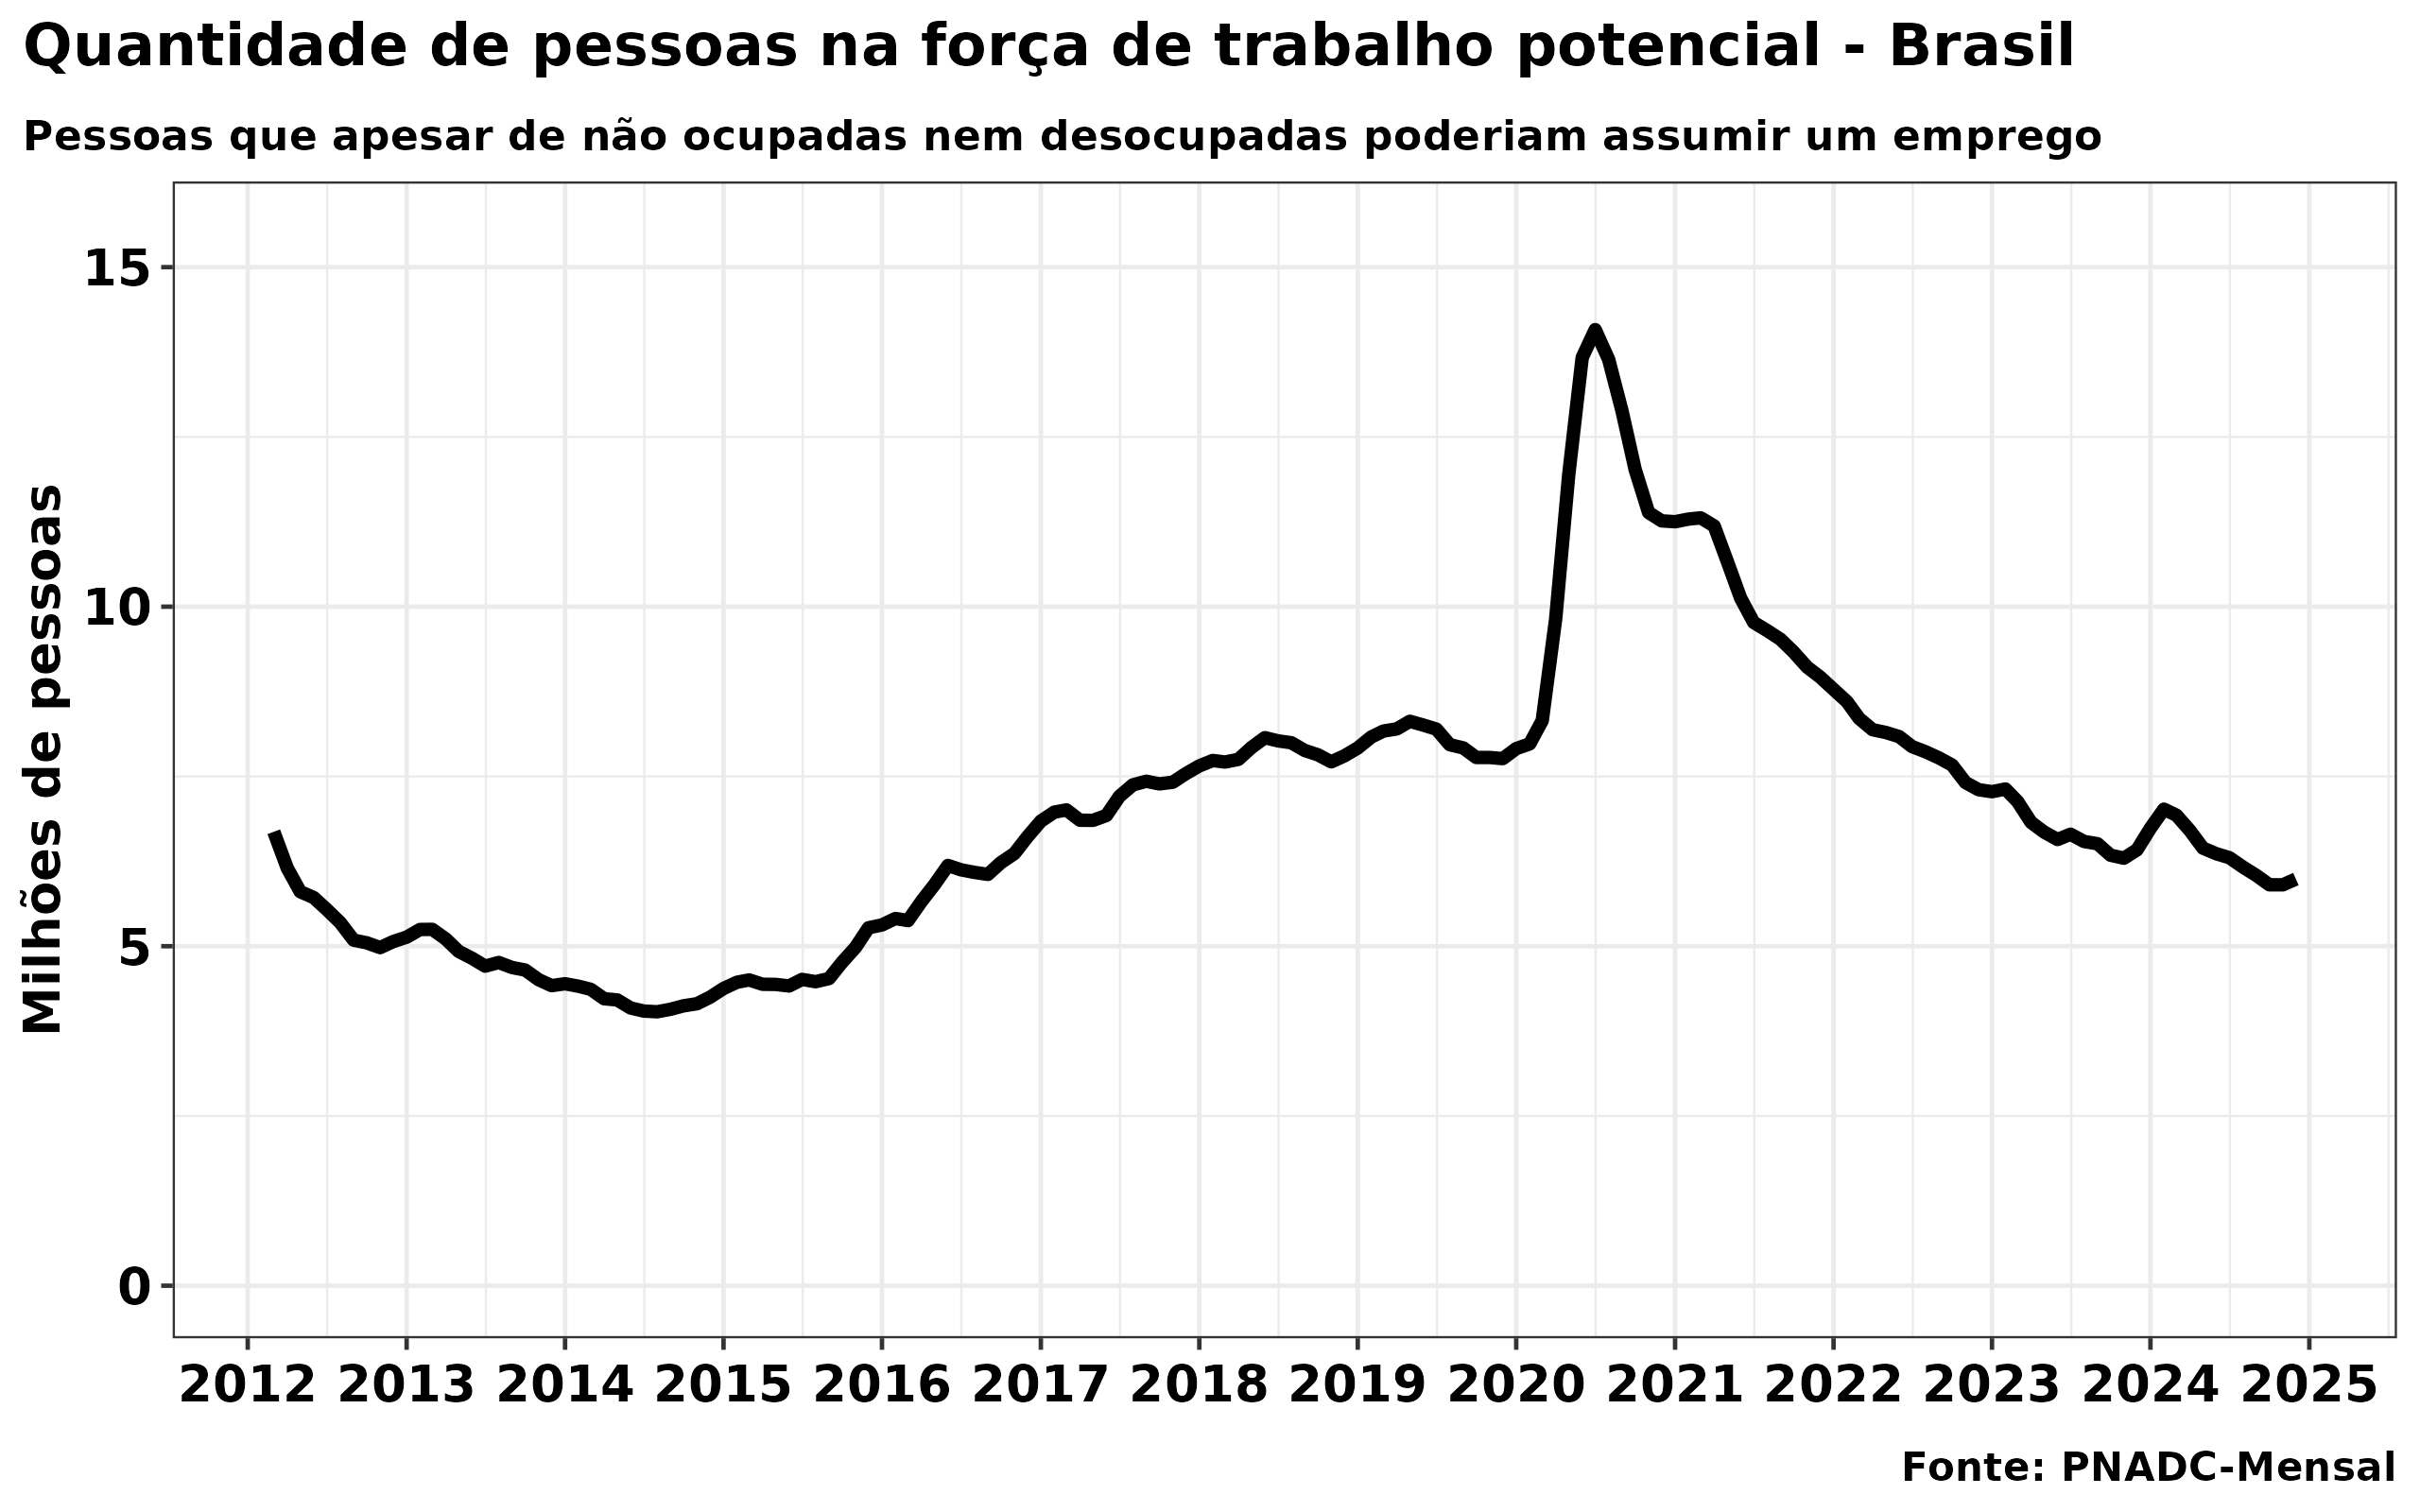 Quantidade de pessoas na força de trabalho potencial - Brasil
Pessoas que apesar de não ocupadas nem desocupadas poderiam assumir um emprego
Milhões de pessoas
15
10
5
0
2012 2013 2014 2015 2016 2017 2018 2019 2020 2021 2022 2023 2024 2025
Fonte: PNADC-Mensal